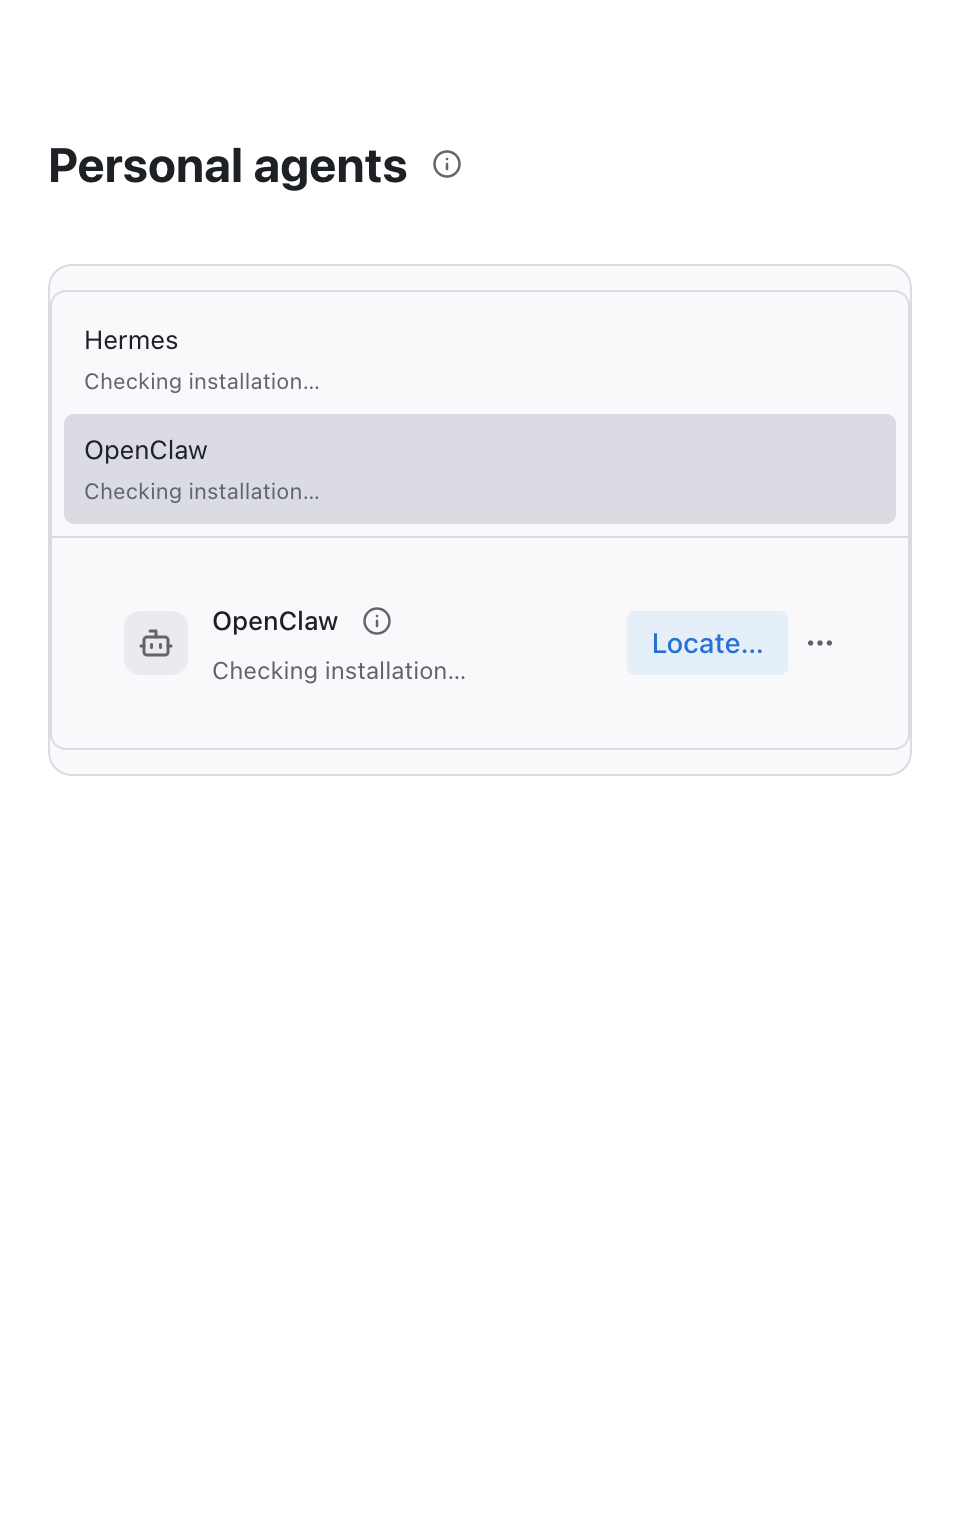 Personal agents
Hermes
Checking installation...
OpenClaw
Checking installation...
OpenClaw
Checking installation...
Locate...